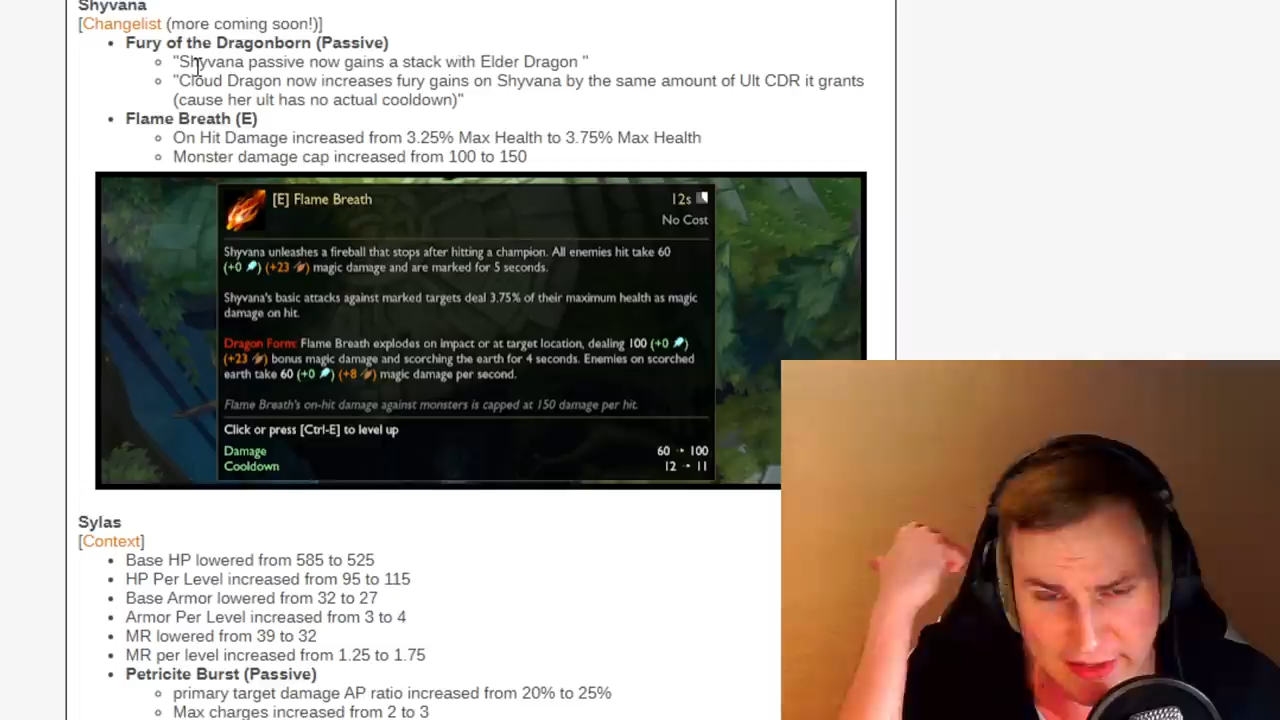 Shyvana
[Changelist (more coming soon!)]
• Fury of the Dragonborn (Passive)
"Shyvana passive now gains a stack with Elder Dragon "
"Cloud Dragon now increases fury gains on Shyvana by the same amount of Ult CDR it grants
(cause her ult has no actual cooldown)"
• Flame Breath (E)
On Hit Damage increased from 3.25% Max Health to 3.75% Max Health
Monster damage cap increased from 100 to 150
[E] Flame Breath 12s
No Cost
Shyvana unleashes a fireball that stops after hitting a champion. All enemies hit take 60
(+0 ) (+23 ) magic damage and are marked for 5 seconds.
Shyvana's basic attacks against marked targets deal 3.75% of their maximum health as magic
damage on hit.
Dragon Form: Flame Breath explodes on impact or at target location, dealing 100 (+0 )
(+23 ) bonus magic damage and scorching the earth for 4 seconds. Enemies on scorched
earth take 60 (+0 ) (+8 ) magic damage per second.
Flame Breath's on-hit damage against monsters is capped at 150 damage per hit.
Click or press [Ctrl-E] to level up
Damage 60 → 100
Cooldown 12 → 11
Sylas
[Context]
• Base HP lowered from 585 to 525
• HP Per Level increased from 95 to 115
• Base Armor lowered from 32 to 27
• Armor Per Level increased from 3 to 4
• MR lowered from 39 to 32
• MR per level increased from 1.25 to 1.75
• Petricite Burst (Passive)
primary target damage AP ratio increased from 20% to 25%
Max charges increased from 2 to 3